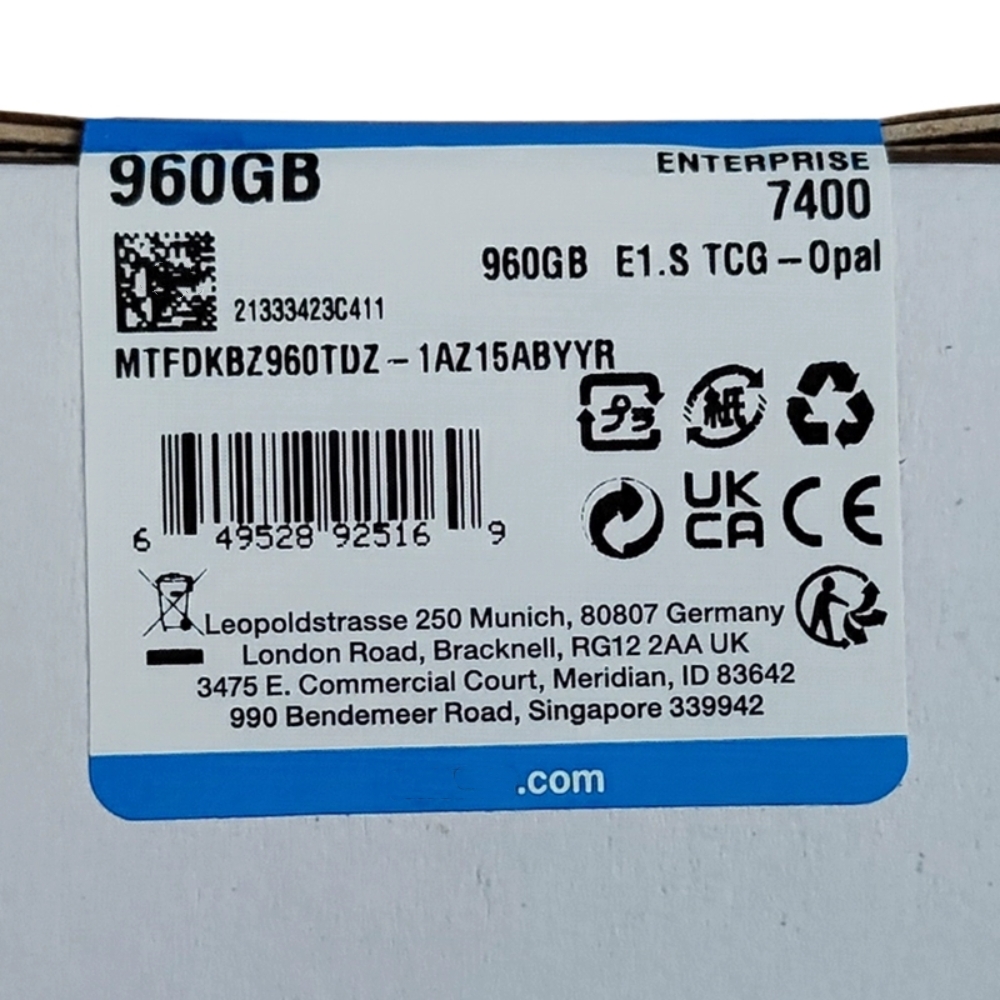 960GB
ENTERPRISE
7400
960GB E1.S TCG-Opal
21333423C411
MTFDKBZ960TDZ-1AZ15ABYYR
プラ
紙
6 49528 92516 9
UK
CA
CE
Leopoldstrasse 250 Munich, 80807 Germany
London Road, Bracknell, RG12 2AA UK
3475 E. Commercial Court, Meridian, ID 83642
990 Bendemeer Road, Singapore 339942
.com